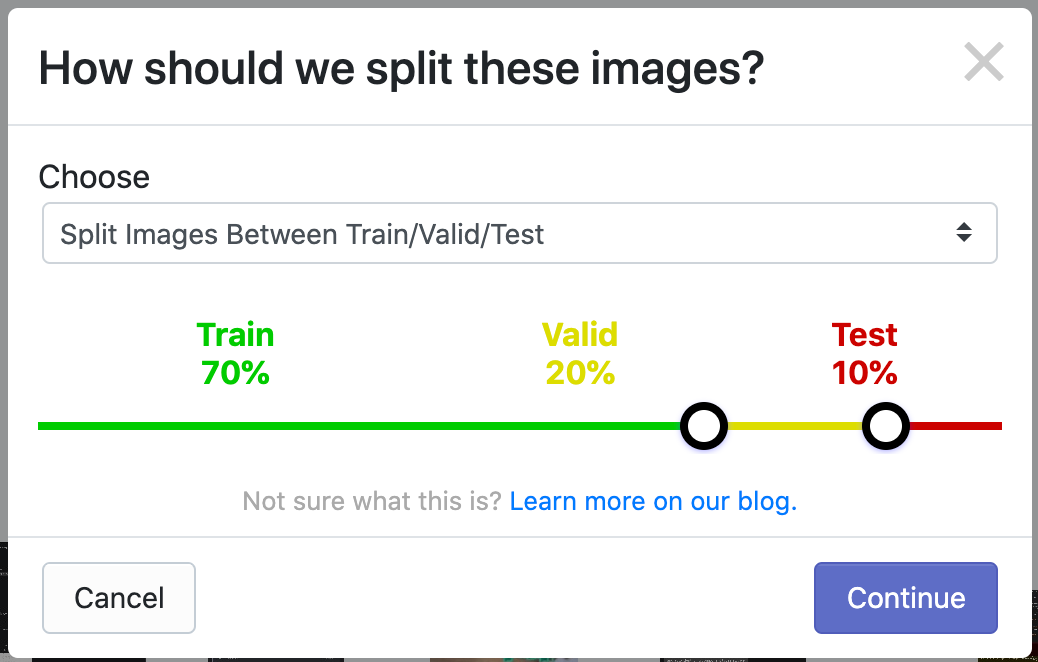 How should we split these images?
Choose
Split Images Between Train/Valid/Test
Train Valid Test
70% 20% 10%
Not sure what this is? Learn more on our blog.
Cancel Continue